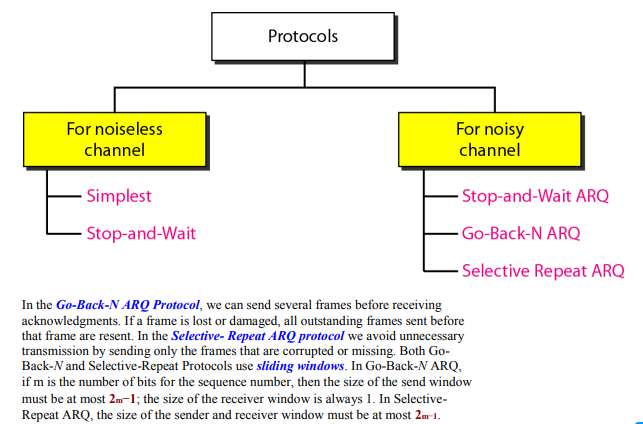 Protocols
For noiseless
channel
For noisy
channel
Simplest
Stop-and-Wait
Stop-and-Wait ARQ
Go-Back-N ARQ
Selective Repeat ARQ
In the Go-Back-N ARQ Protocol, we can send several frames before receiving
acknowledgments. If a frame is lost or damaged, all outstanding frames sent before
that frame are resent. In the Selective- Repeat ARQ protocol we avoid unnecessary
transmission by sending only the frames that are corrupted or missing. Both Go-
Back-N and Selective-Repeat Protocols use sliding windows. In Go-Back-N ARQ,
if m is the number of bits for the sequence number, then the size of the send window
must be at most 2m−1; the size of the receiver window is always 1. In Selective-
Repeat ARQ, the size of the sender and receiver window must be at most 2m−1.